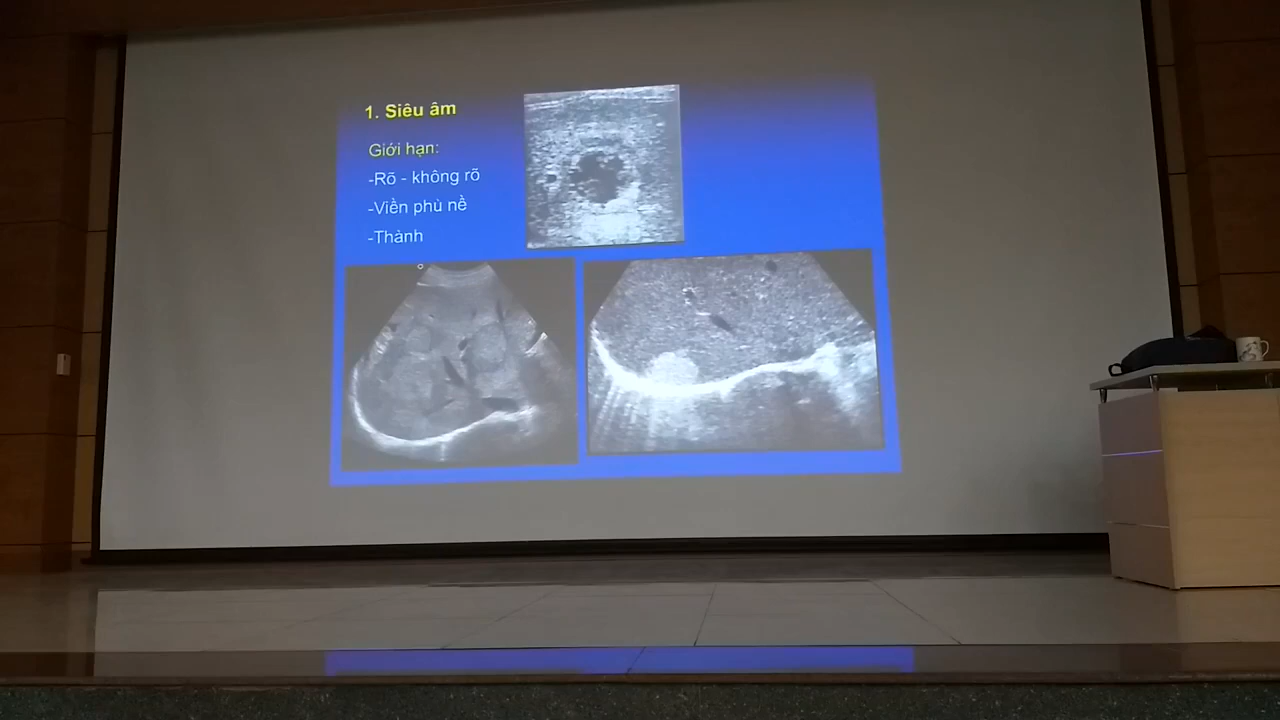 1. Siêu âm
Giới hạn:
-Rõ - không rõ
-Viền phù nề
-Thành